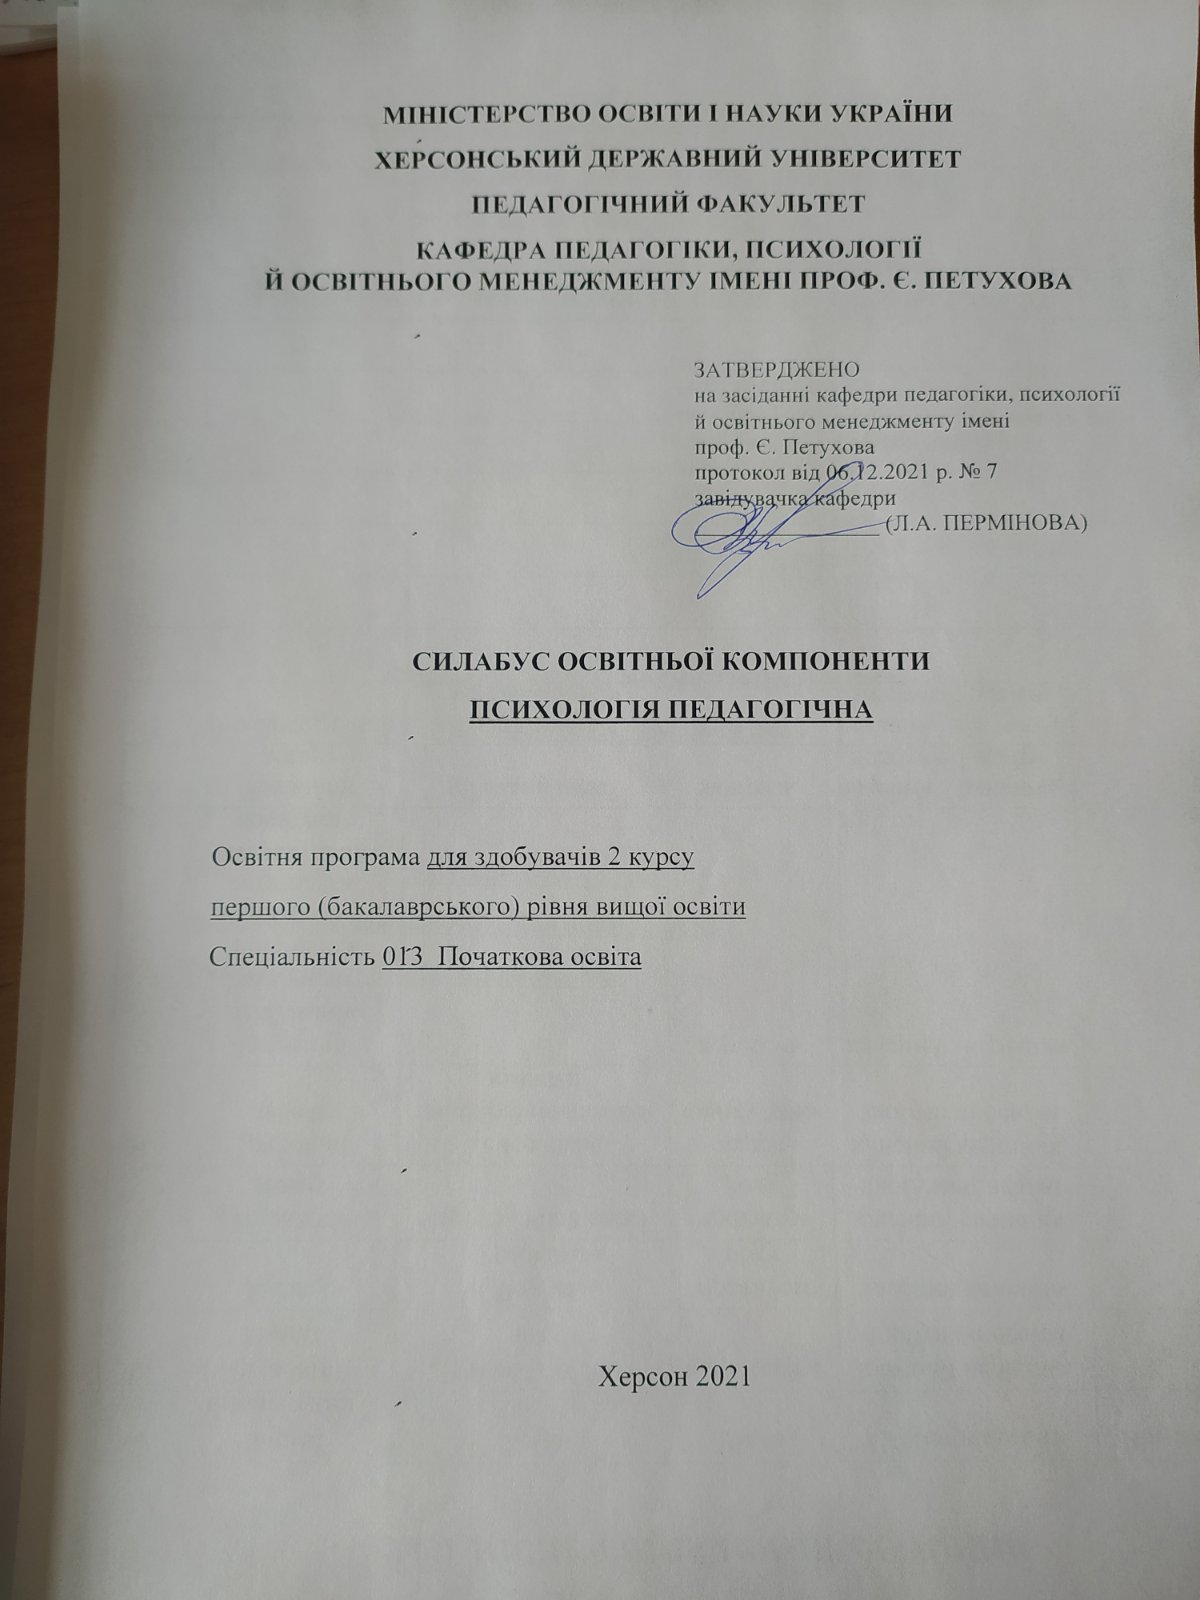 МІНІСТЕРСТВО ОСВІТИ І НАУКИ УКРАЇНИ
ХЕРСОНСЬКИЙ ДЕРЖАВНИЙ УНІВЕРСИТЕТ
ПЕДАГОГІЧНИЙ ФАКУЛЬТЕТ
КАФЕДРА ПЕДАГОГІКИ, ПСИХОЛОГІЇ
Й ОСВІТНЬОГО МЕНЕДЖМЕНТУ ІМЕНІ ПРОФ. Є. ПЕТУХОВА
ЗАТВЕРДЖЕНО
на засіданні кафедри педагогіки, психології
й освітнього менеджменту імені
проф. Є. Петухова
протокол від 06.12.2021 р. № 7
завідувачка кафедри
(Л.А. ПЕРМІНОВА)
СИЛАБУС ОСВІТНЬОЇ КОМПОНЕНТИ
ПСИХОЛОГІЯ ПЕДАГОГІЧНА
Освітня програма для здобувачів 2 курсу
першого (бакалаврського) рівня вищої освіти
Спеціальність 013 Початкова освіта
Херсон 2021